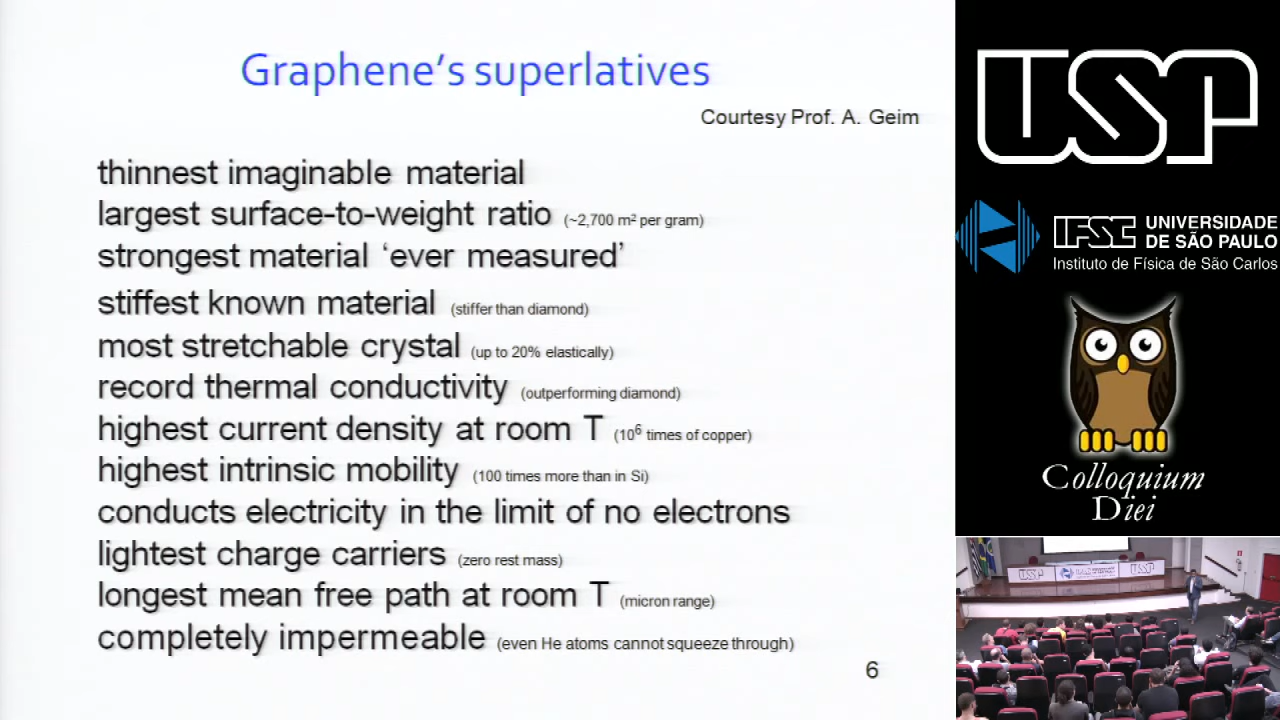 Graphene's superlatives
Courtesy Prof. A. Geim
thinnest imaginable material
largest surface-to-weight ratio (~2,700 m² per gram)
strongest material ‘ever measured’
stiffest known material (stiffer than diamond)
most stretchable crystal (up to 20% elastically)
record thermal conductivity (outperforming diamond)
highest current density at room T (10⁶ times of copper)
highest intrinsic mobility (100 times more than in Si)
conducts electricity in the limit of no electrons
lightest charge carriers (zero rest mass)
longest mean free path at room T (micron range)
completely impermeable (even He atoms cannot squeeze through)
6
USP
IFSC UNIVERSIDADE
DE SÃO PAULO
Instituto de Física de São Carlos
Colloquium
Diei
USP
USP